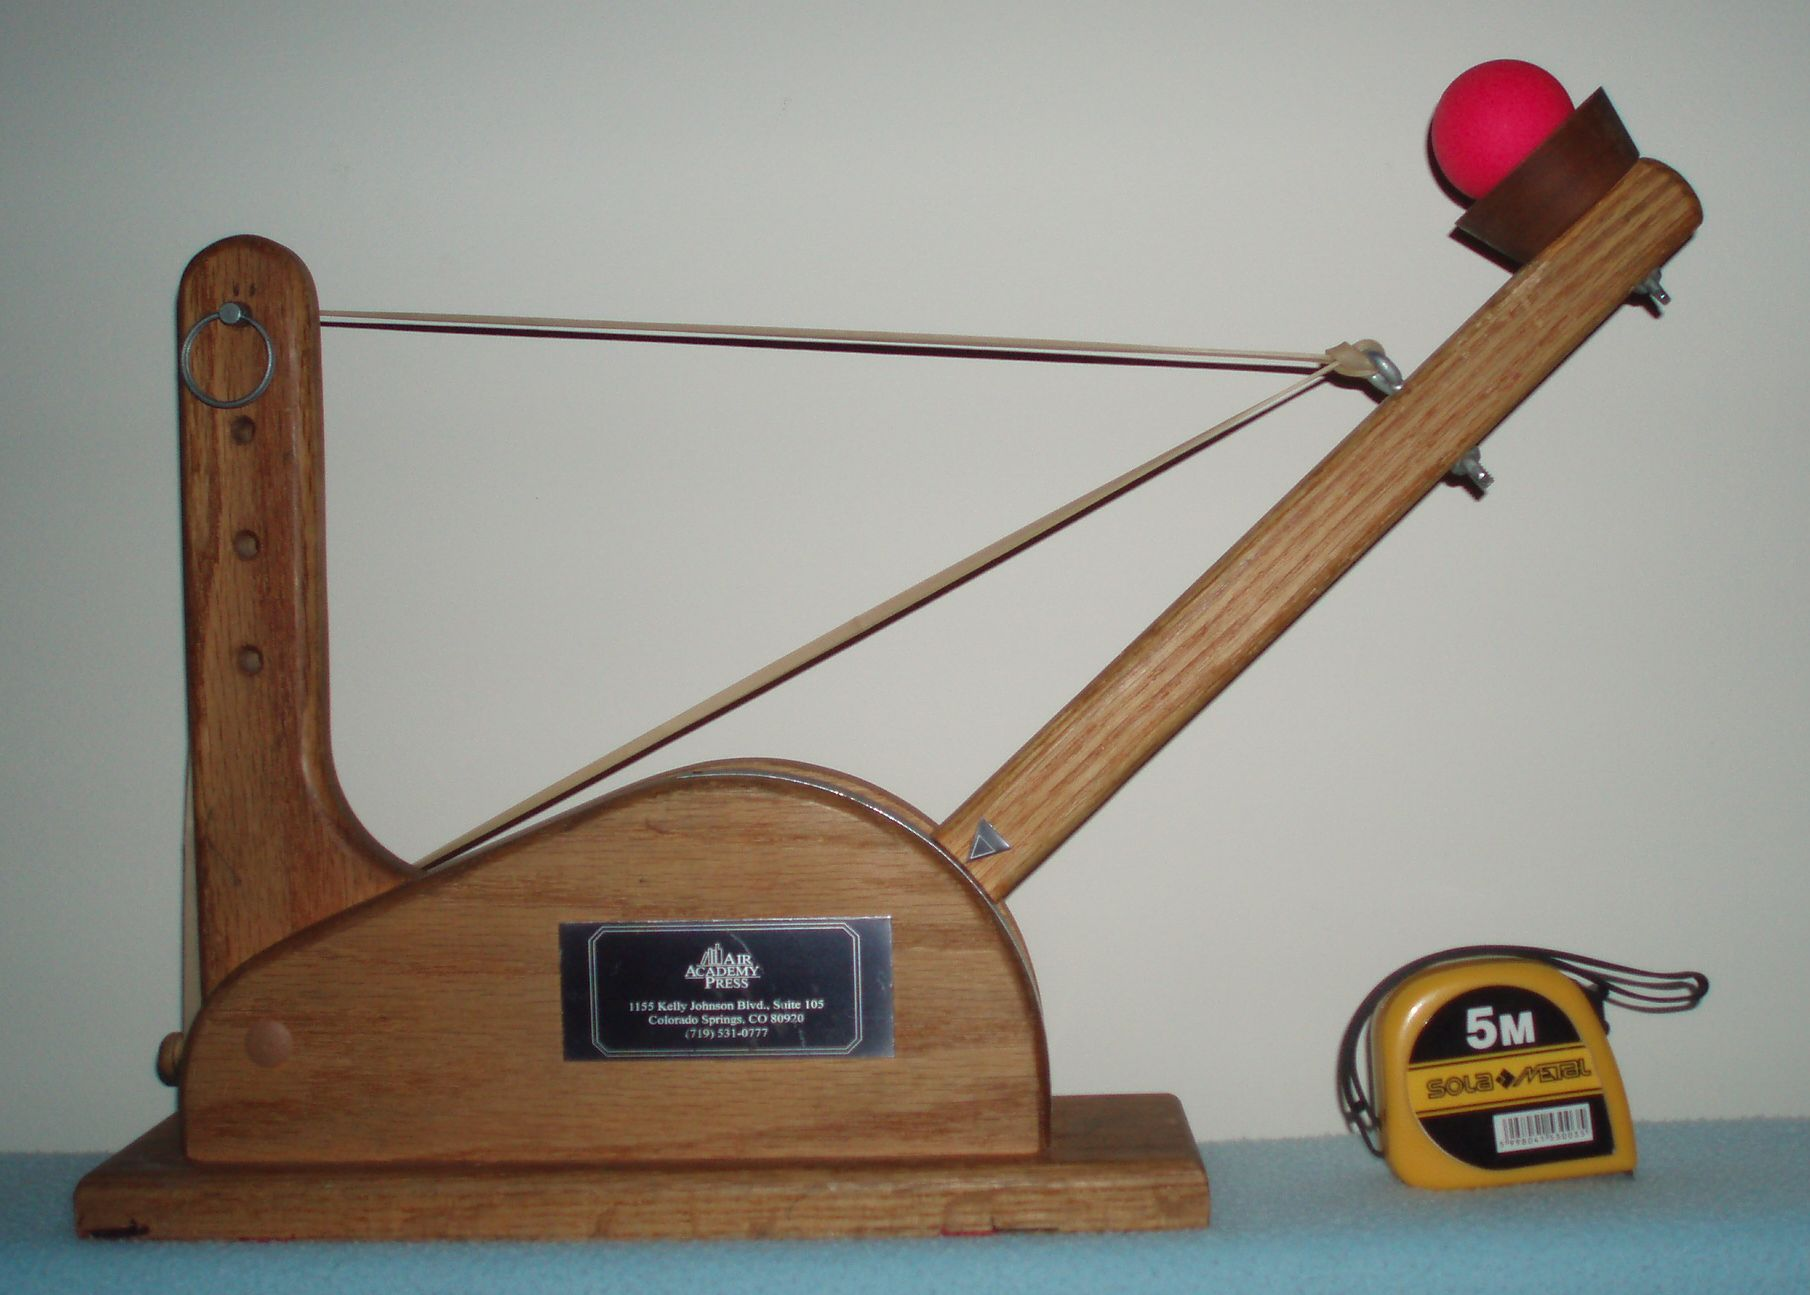 AIR
ACADEMY
PRESS
1155 Kelly Johnson Blvd., Suite 105
Colorado Springs, CO 80920
(719) 531-0777
5M
SOLA METAL